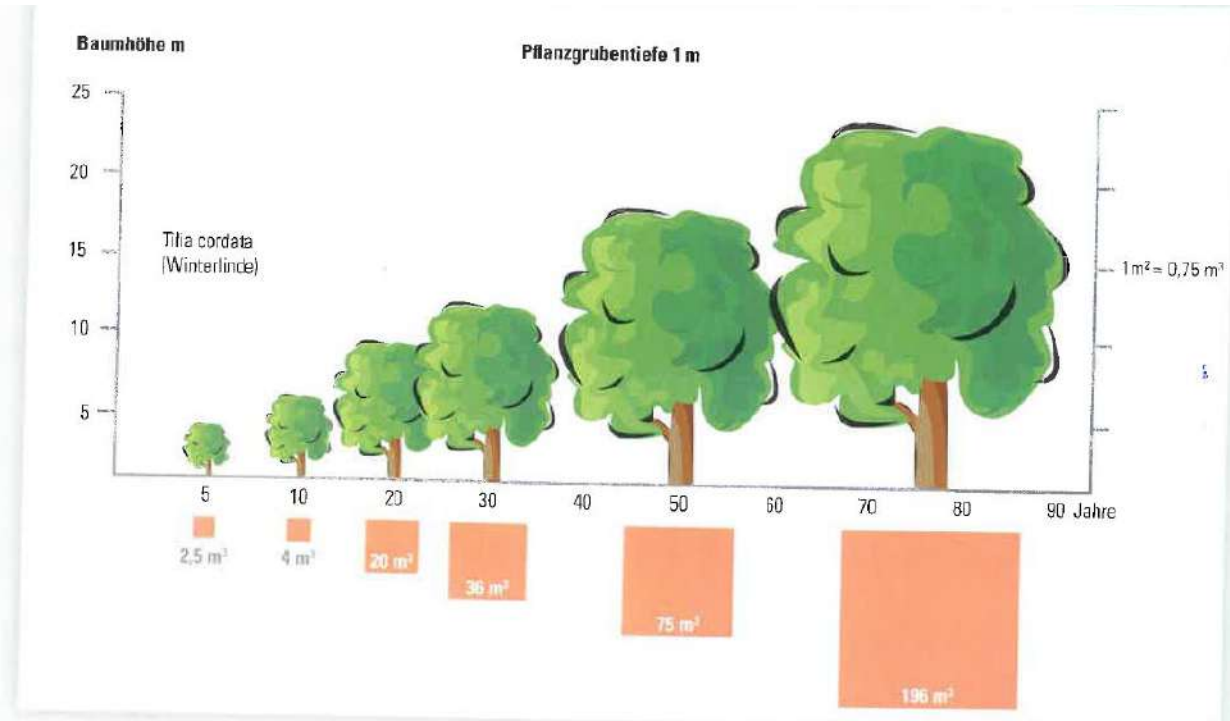 Baumhöhe m
Pflanzgrubentiefe 1 m
25
20
15
10
5
Tilia cordata
(Winterlinde)
1 m² = 0,75 m³
5 10 20 30 40 50 60 70 80 90 Jahre
2,5 m³ 4 m³ 20 m³ 36 m³ 75 m³ 196 m³